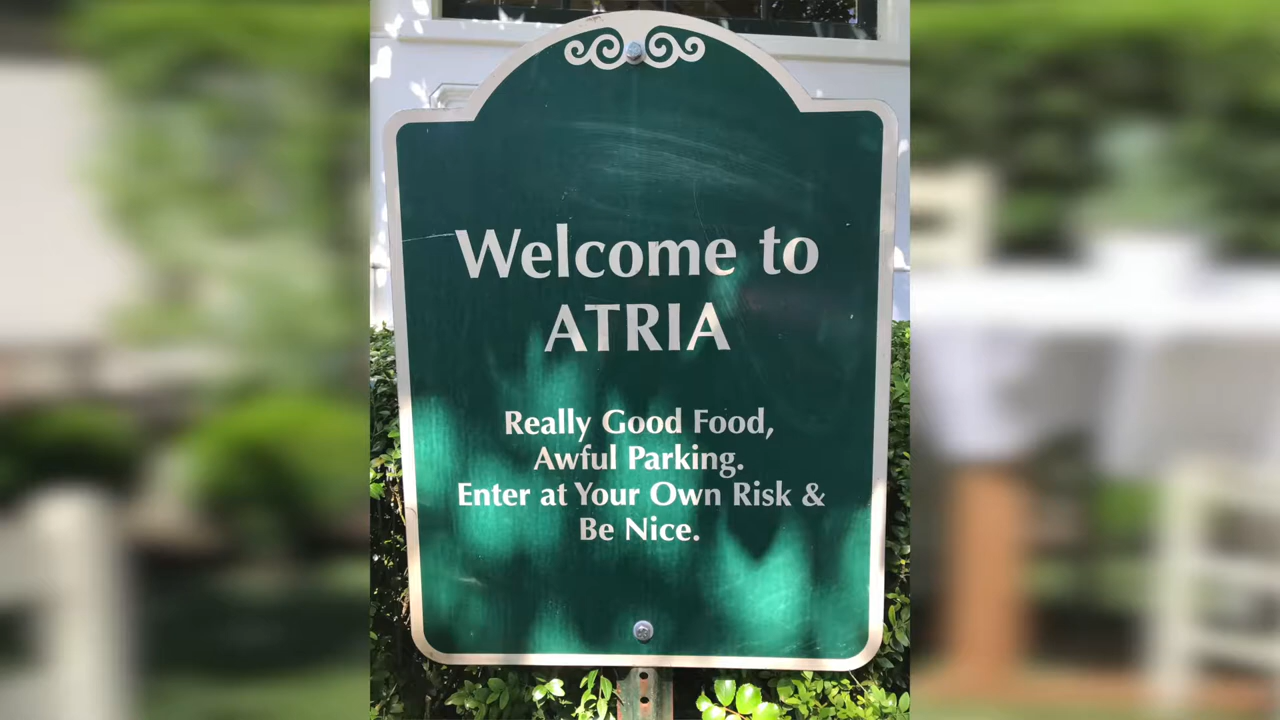 Welcome to
ATRIA
Really Good Food,
Awful Parking.
Enter at Your Own Risk &
Be Nice.